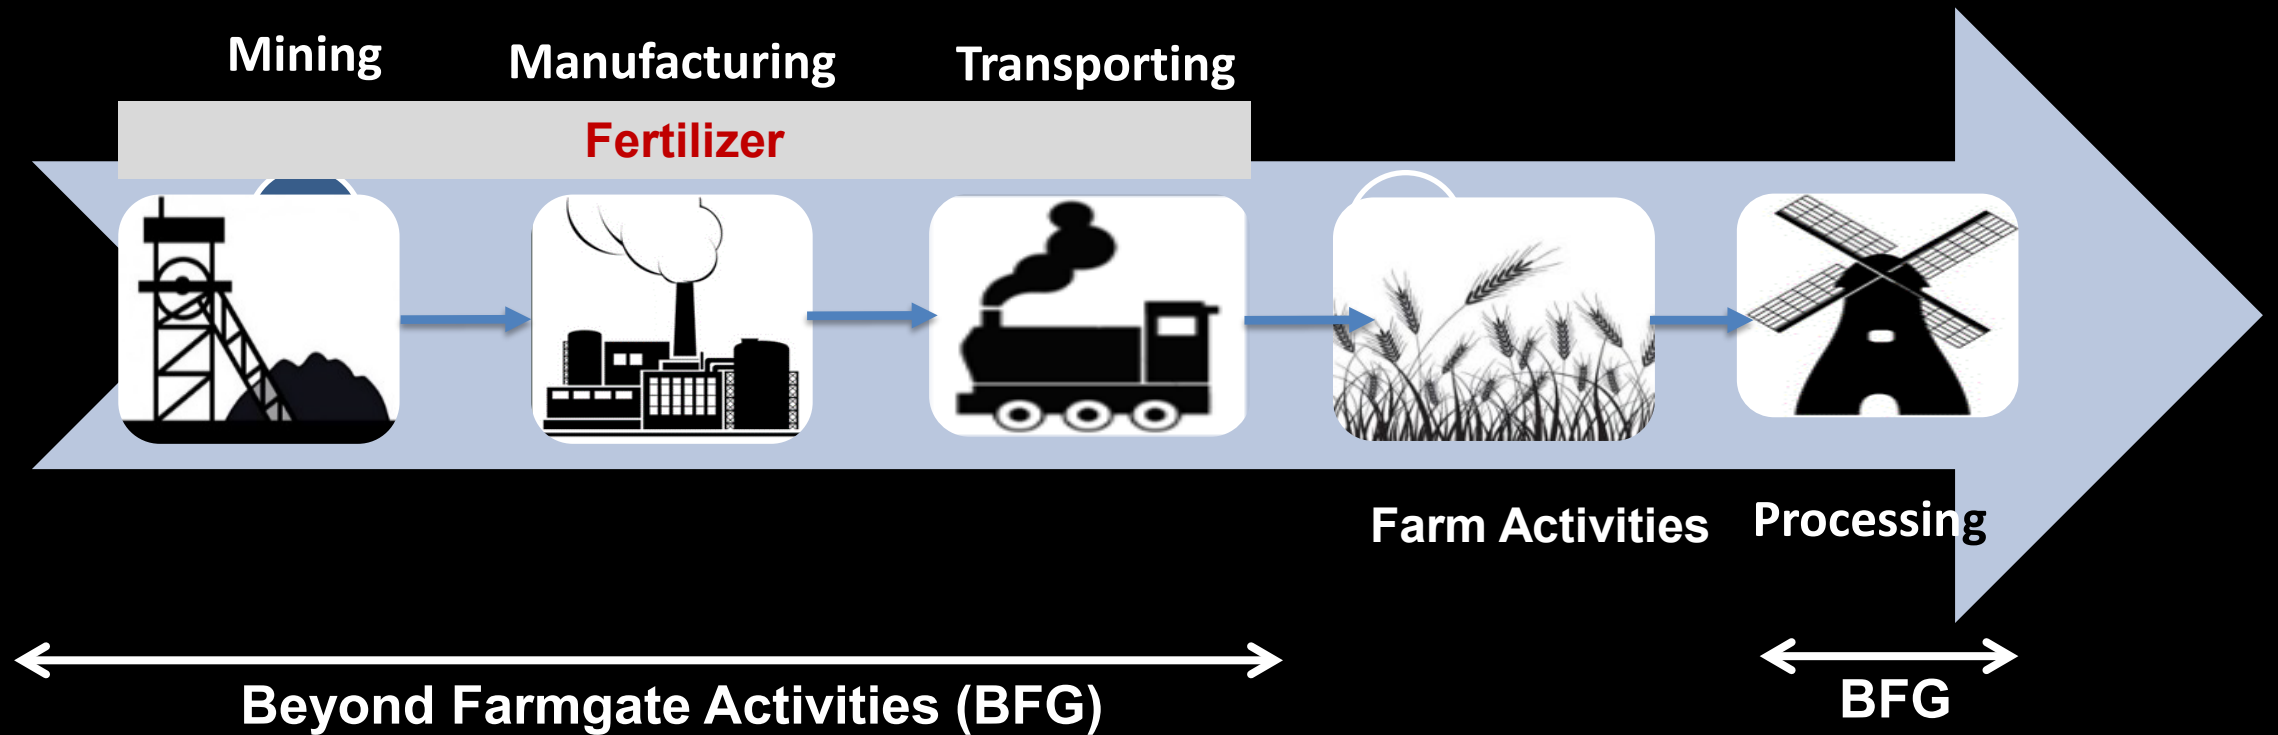 Mining
Manufacturing
Transporting
Fertilizer
Farm Activities
Processing
Beyond Farmgate Activities (BFG)
BFG